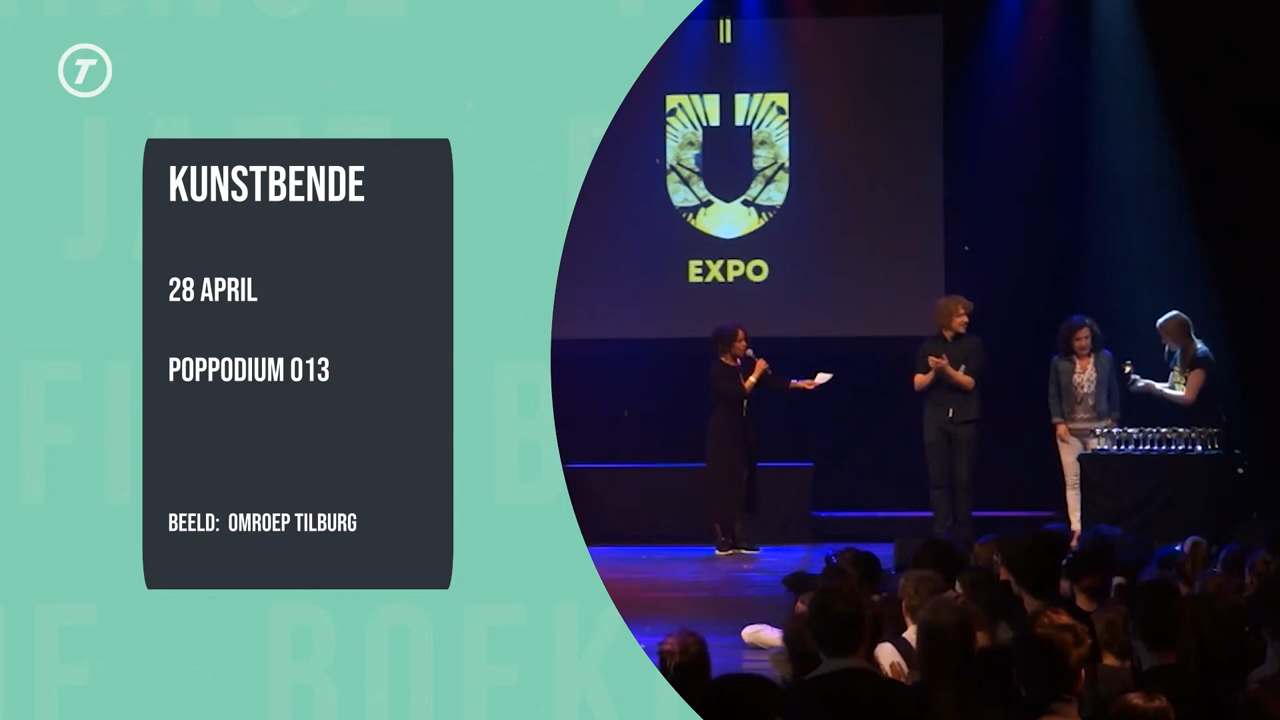 T
KUNSTBENDE
28 APRIL
POPPODIUM 013
BEELD: OMROEP TILBURG
EXPO